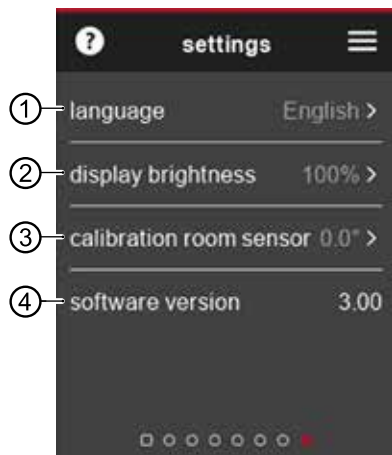 ? settings
① language English >
② display brightness 100% >
③ calibration room sensor 0.0° >
④ software version 3.00